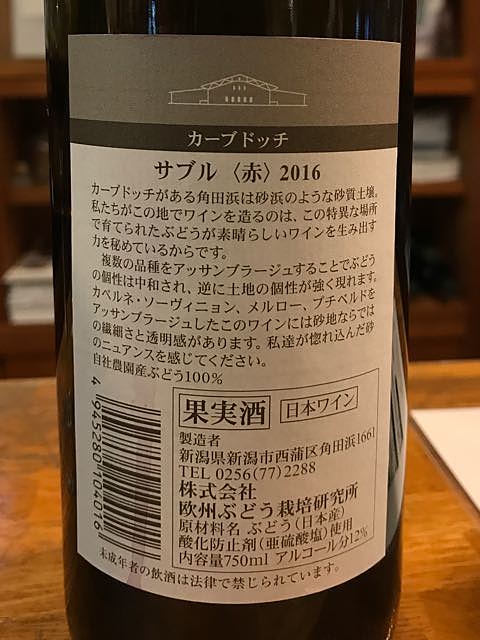 カーブドッチ
サブル〈赤〉2016
カーブドッチがある角田浜は砂浜のような砂質土壌。
私たちがこの地でワインを造るのは、この特異な場所
で育てられたぶどうが素晴らしいワインを生み出す
力を秘めているからです。
複数の品種をアッサンブラージュすることでぶどう
の個性は中和され、逆に土地の個性が強く現れます。
カベルネ・ソーヴィニョン、メルロー、プチベルドを
アッサンブラージュしたこのワインには砂地ならでは
の繊細さと透明感があります。私達が惚れ込んだ砂
のニュアンスを感じてください。
自社農園産ぶどう100%
果実酒 日本ワイン
製造者
新潟県新潟市西蒲区角田浜1661
TEL 0256(77)2288
株式会社
欧州ぶどう栽培研究所
原材料名 ぶどう(日本産)
酸化防止剤(亜硫酸塩)使用
内容量750ml アルコール分12%
4 945280 104016
未成年者の飲酒は法律で禁じられています。